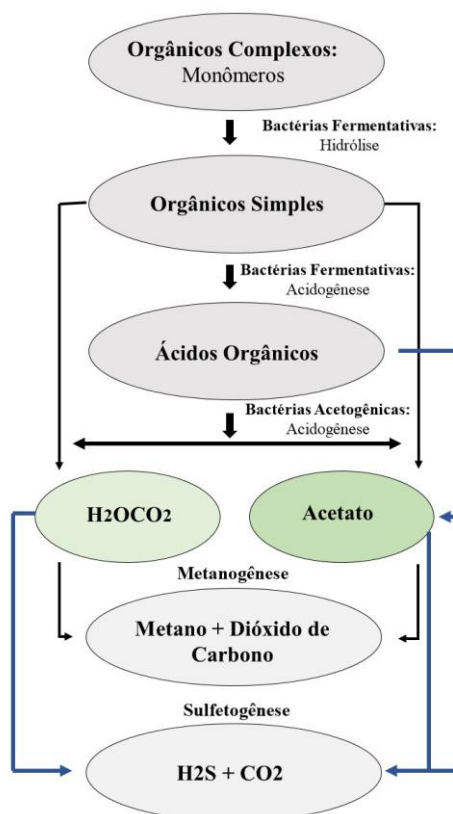 Orgânicos Complexos:
Monômeros
Bactérias Fermentativas:
Hidrólise
Orgânicos Simples
Bactérias Fermentativas:
Acidogênese
Ácidos Orgânicos
Bactérias Acetogênicas:
Acidogênese
H2OCO2
Acetato
Metanogênese
Metano + Dióxido de
Carbono
Sulfetogênese
H2S + CO2